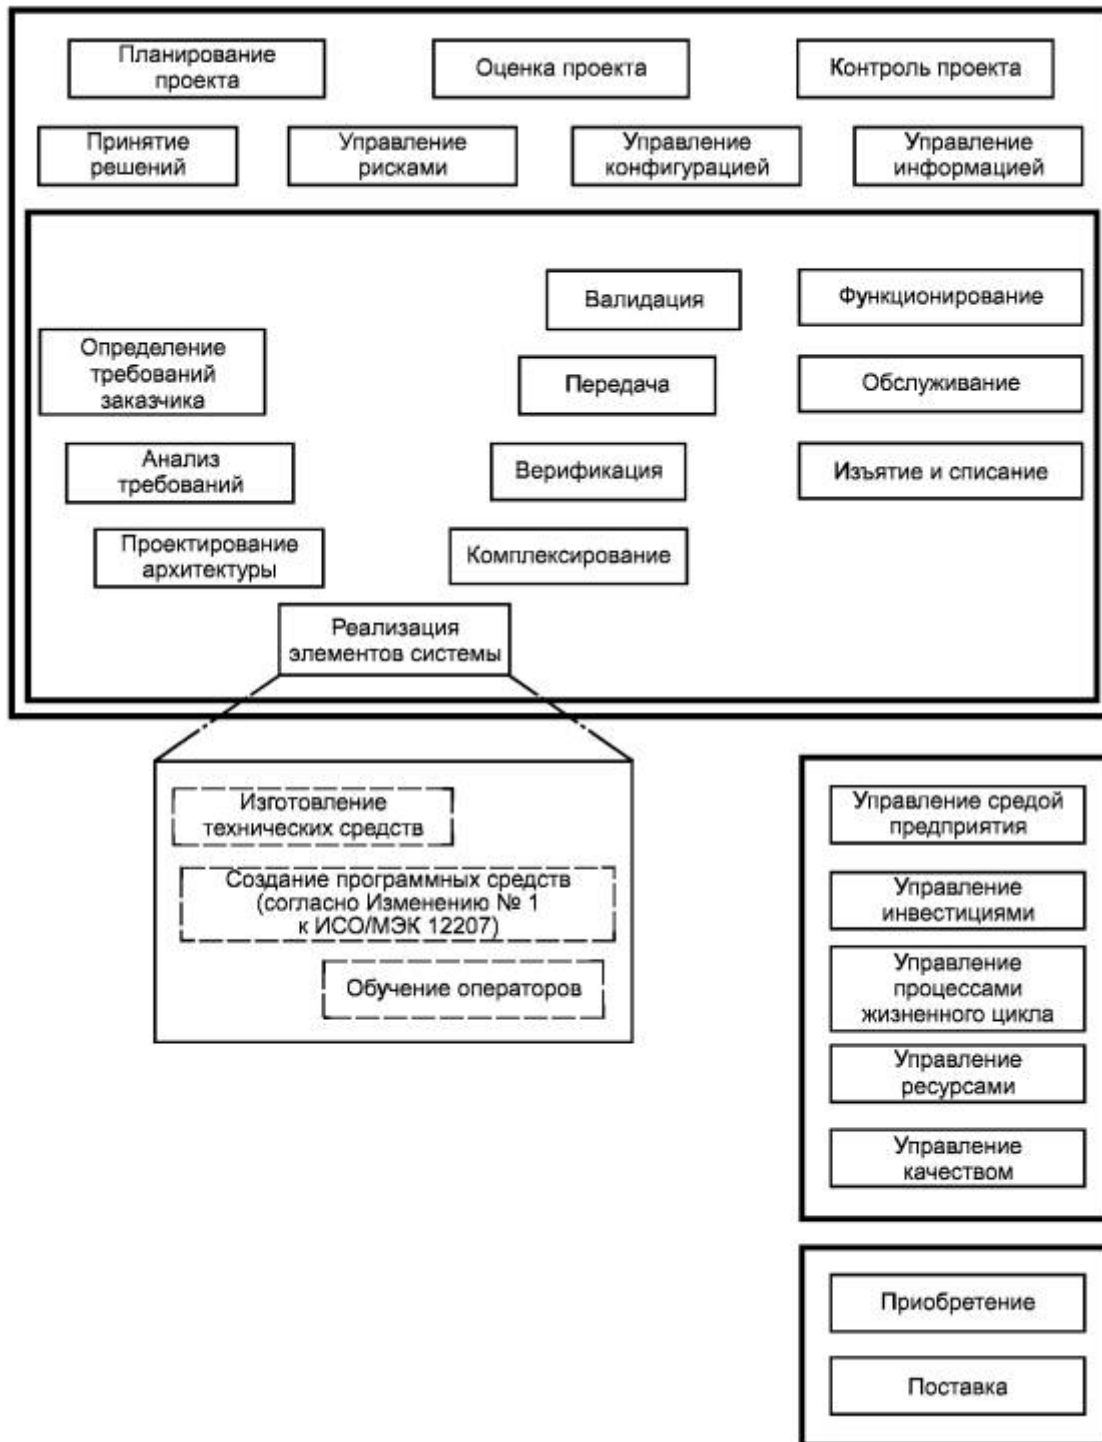 Планирование
проекта
Оценка проекта
Контроль проекта
Принятие
решений
Управление
рисками
Управление
конфигурацией
Управление
информацией
Валидация
Функционирование
Определение
требований
заказчика
Передача
Обслуживание
Анализ
требований
Верификация
Изъятие и списание
Проектирование
архитектуры
Комплексирование
Реализация
элементов системы
Изготовление
технических средств
Создание программных средств
(согласно Изменению № 1
к ИСО/МЭК 12207)
Обучение операторов
Управление средой
предприятия
Управление
инвестициями
Управление
процессами
жизненного цикла
Управление
ресурсами
Управление
качеством
Приобретение
Поставка